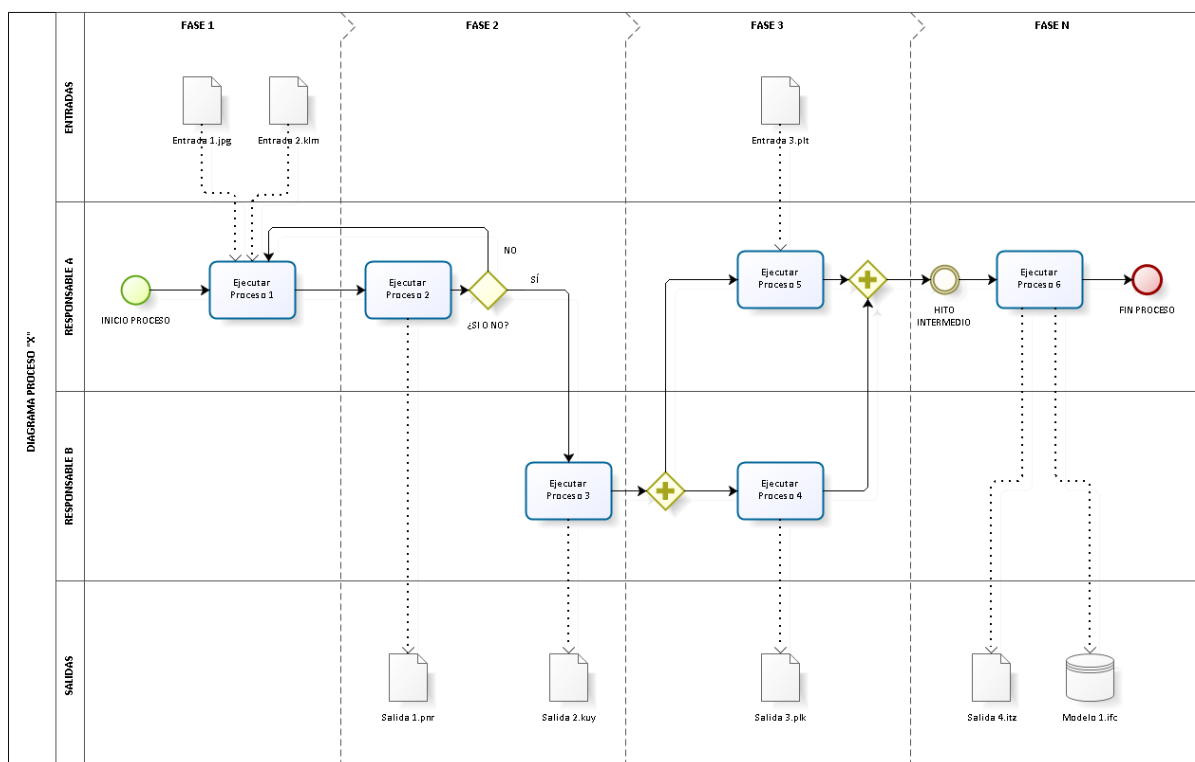 FASE 1
FASE 2
FASE 3
FASE N
DIAGRAMA PROCESO "X"
ENTRADAS
Entrada 1.jpg
Entrada 2.klm
Entrada 3.plt
RESPONSABLE A
INICIO PROCESO
Ejecutar
Proceso 1
Ejecutar
Proceso 2
NO
SÍ
¿SI O NO?
Ejecutar
Proceso 5
HITO
INTERMEDIO
Ejecutar
Proceso 6
FIN PROCESO
RESPONSABLE B
Ejecutar
Proceso 3
Ejecutar
Proceso 4
SALIDAS
Salida 1.pnr
Salida 2.kuy
Salida 3.plk
Salida 4.itz
Modelo 1.ifc